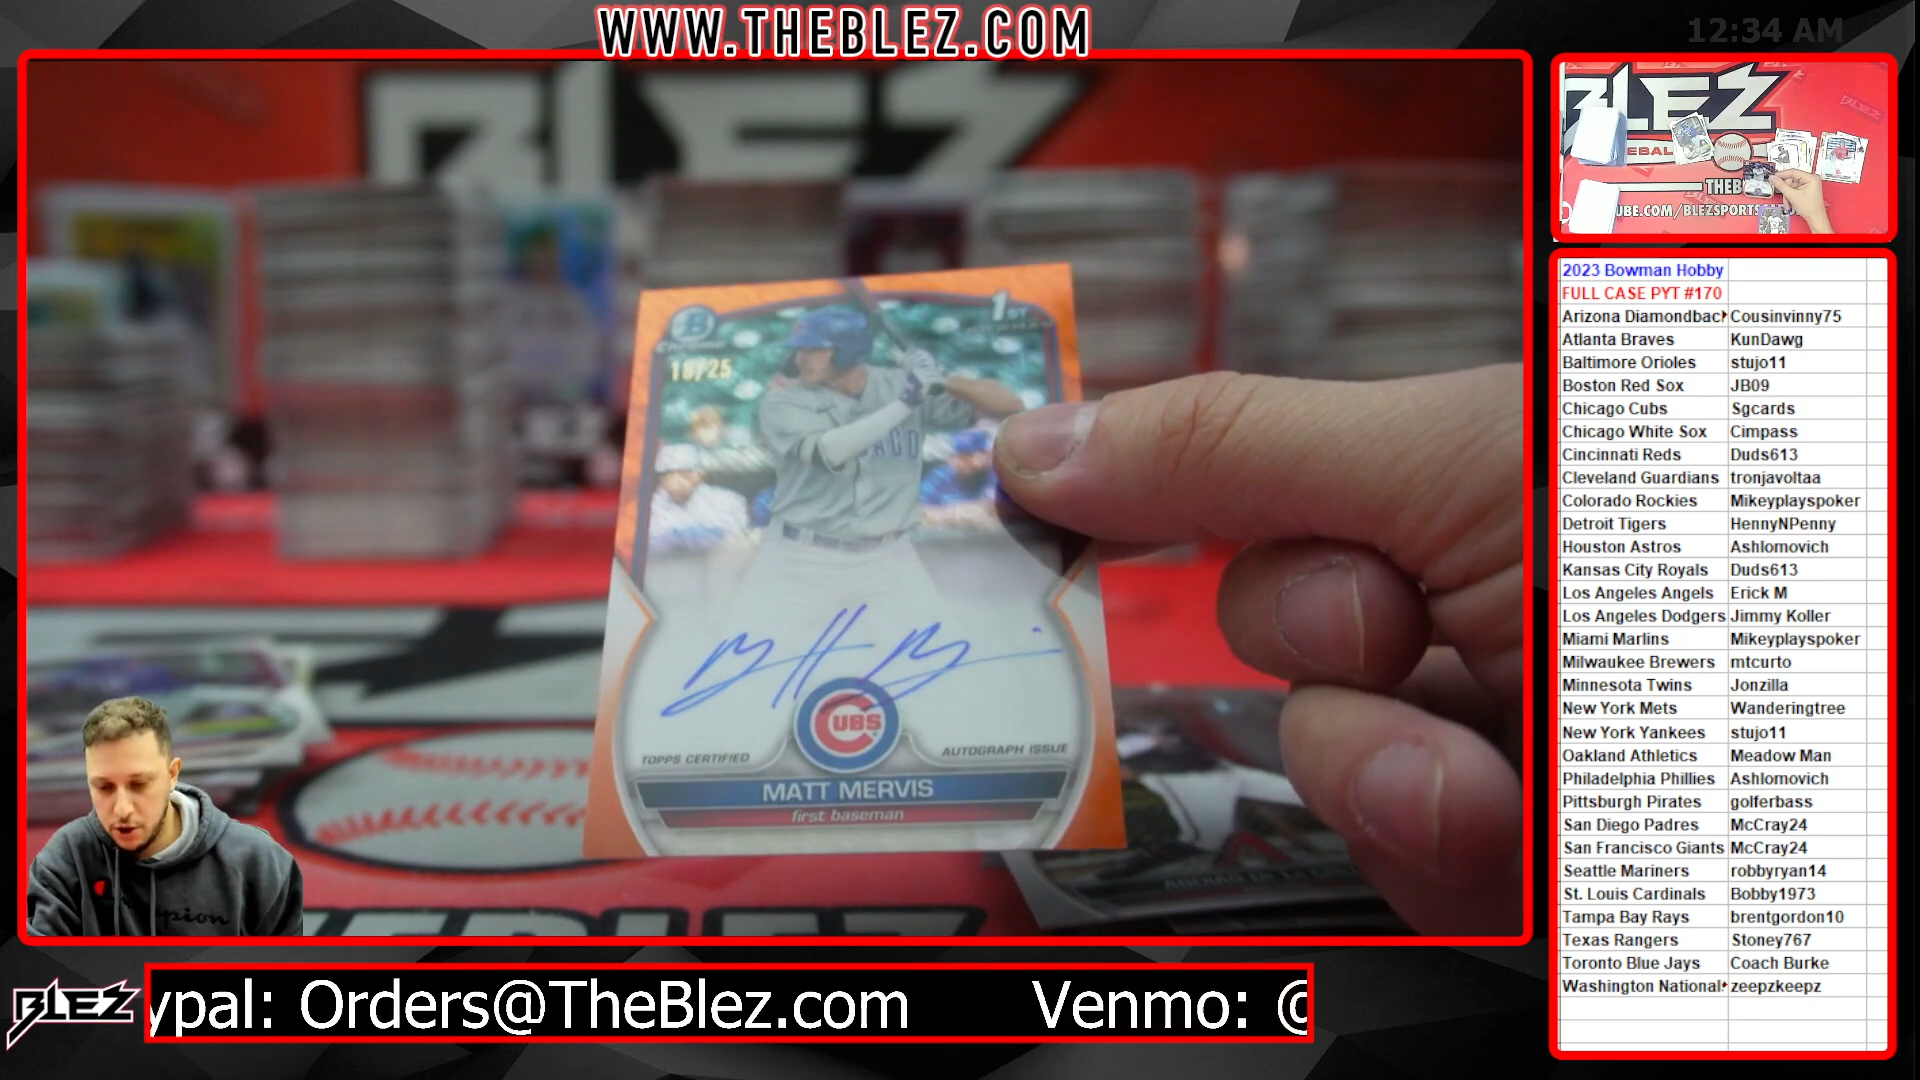 WWW.THEBLEZ.COM
12:34 AM
BLEZ
1ST
18/25
CUBS
TOPPS CERTIFIED
AUTOGRAPH ISSUE
MATT MERVIS
first baseman
BLEZ
THEB
UBE.COM/BLEZSPORTS
2023 Bowman Hobby
FULL CASE PYT #170
Arizona Diamondback Cousinvinny75
Atlanta Braves KunDawg
Baltimore Orioles stujo11
Boston Red Sox JB09
Chicago Cubs Sgcards
Chicago White Sox Cimpass
Cincinnati Reds Duds613
Cleveland Guardians tronjavoltaa
Colorado Rockies Mikeyplayspoker
Detroit Tigers HennyNPenny
Houston Astros Ashlomovich
Kansas City Royals Duds613
Los Angeles Angels Erick M
Los Angeles Dodgers Jimmy Koller
Miami Marlins Mikeyplayspoker
Milwaukee Brewers mtcurto
Minnesota Twins Jonzilla
New York Mets Wanderingtree
New York Yankees stujo11
Oakland Athletics Meadow Man
Philadelphia Phillies Ashlomovich
Pittsburgh Pirates golferbass
San Diego Padres McCray24
San Francisco Giants McCray24
Seattle Mariners robbyryan14
St. Louis Cardinals Bobby1973
Tampa Bay Rays brentgordon10
Texas Rangers Stoney767
Toronto Blue Jays Coach Burke
Washington National zeepzkeepz
Champion
BLEZ
ypal: Orders@TheBlez.com Venmo: @